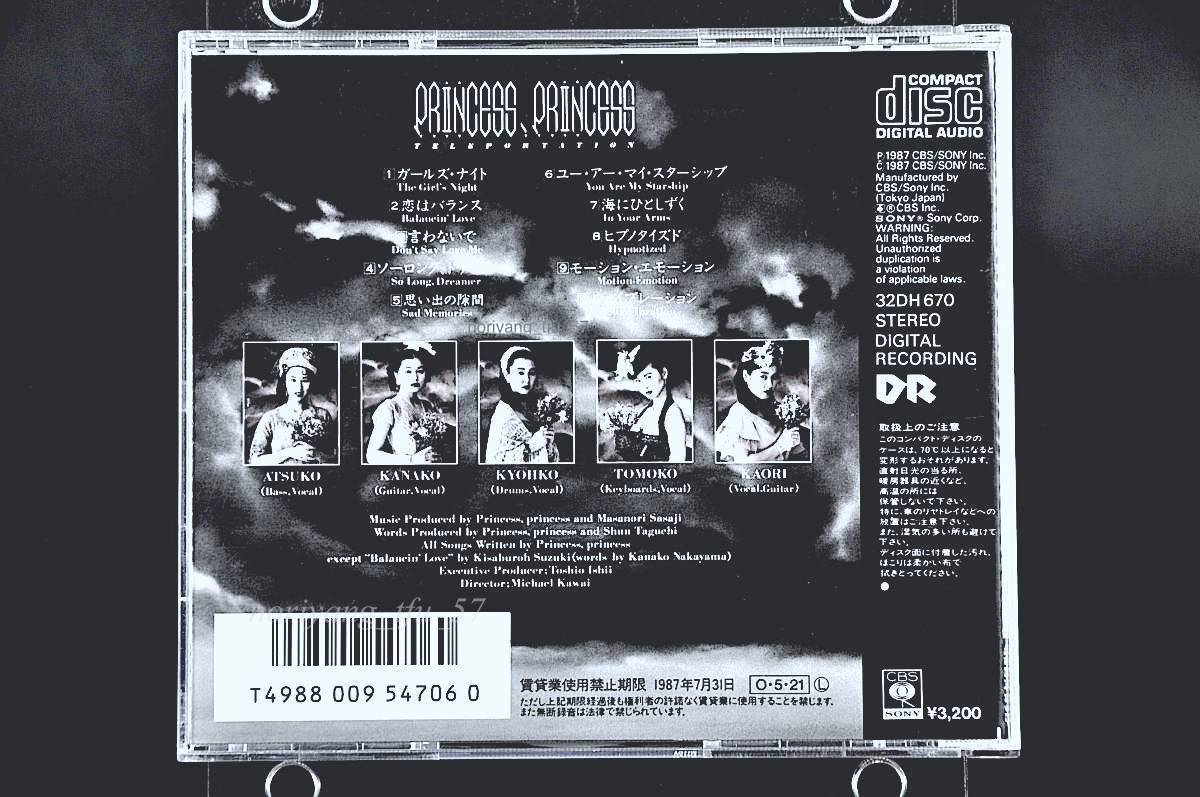 PRINCESS, PRINCESS
TELEPORTATION
1 ガールズ・ナイト
The Girl's Night
2 恋はバランス
Balancin' Love
言わないで
Don't Say Love Me
4 ソーロング
So Long, Dreamer
5 思い出の隙間
Sad Memories
6 ユー・アー・マイ・スターシップ
You Are My Starship
7 海にひとしずく
In Your Arms
8 ヒプノタイズド
Hypnotized
9 モーション・エモーション
Motion Emotion
ブレーション
noriyang_tfu_57
ATSUKO
(Bass,Vocal)
KANAKO
(Guitar,Vocal)
KYOHKO
(Drums,Vocal)
TOMOKO
(Keyboards,Vocal)
KAORI
(Vocal,Guitar)
Music Produced by Princess, princess and Masanori Sasaji
Words Produced by Princess, princess and Shun Taguchi
All Songs Written by Princess, princess
except "Balancin' Love" by Kisaburoh Suzuki(words by Kanako Nakayama)
Executive Producer;Toshio Ishii
Director;Michael Kawai
noriyang_tfu_57
T4988 009 54706 0
賃貸業使用禁止期限 1987年7月31日 O・5・21 Ⓛ
ただし上記期限経過後も権利者の許諾なく賃貸業に使用することを禁じます。
また無断録音は法律で禁じられています。
COMPACT
disc
DIGITAL AUDIO
Ⓟ1987 CBS/SONY Inc.
©1987 CBS/SONY Inc.
Manufactured by
CBS/Sony Inc.
(Tokyo Japan)
®CBS Inc.
SONY® Sony Corp.
WARNING:
All Rights Reserved.
Unauthorized
duplication is
a violation
of applicable laws.
32DH 670
STEREO
DIGITAL
RECORDING
DR
取扱上のご注意
このコンパクト・ディスクの
ケースは、70℃以上になると
変形するおそれがあります。
直射日光の当る所、
暖房器具の近くなど、
高温の所には
保管しないで下さい。
特に、車のリヤトレイなどへの
放置はご注意下さい。
また、湿気の多い所も避けて
下さい。
ディスク面に付着した汚れ、
ほこりは柔かい布で
拭きとってください。
CBS
SONY
¥3,200